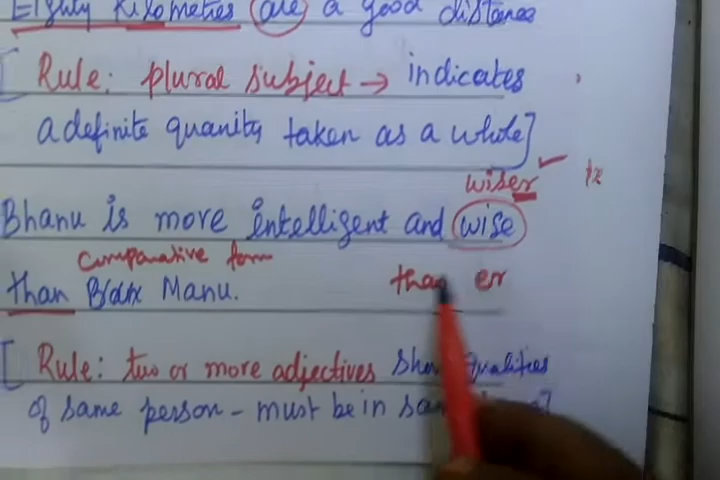 Eighty Kilometres are a good distance
[ Rule: plural subject → indicates
a definite quanity taken as a whole]
wiser
Bhanu is more intelligent and wise
comparative form
than Manu.
than er
[ Rule: two or more adjectives qualities
of same person - must be in